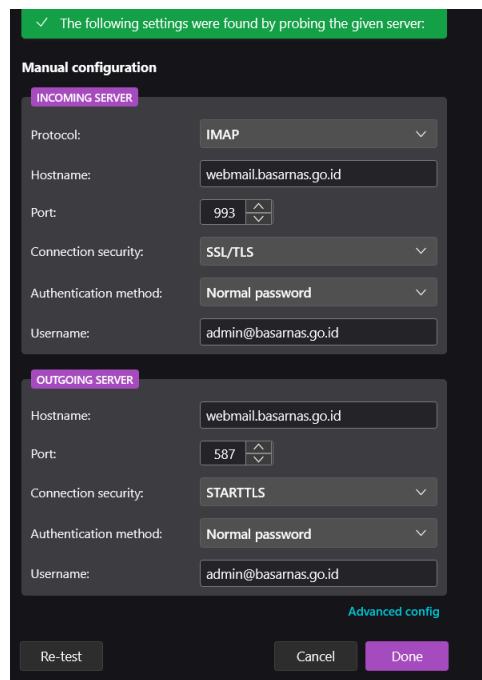 The following settings were found by probing the given server:
Manual configuration
INCOMING SERVER
Protocol: IMAP
Hostname: webmail.basarnas.go.id
Port: 993
Connection security: SSL/TLS
Authentication method: Normal password
Username: admin@basarnas.go.id
OUTGOING SERVER
Hostname: webmail.basarnas.go.id
Port: 587
Connection security: STARTTLS
Authentication method: Normal password
Username: admin@basarnas.go.id
Advanced config
Re-test Cancel Done